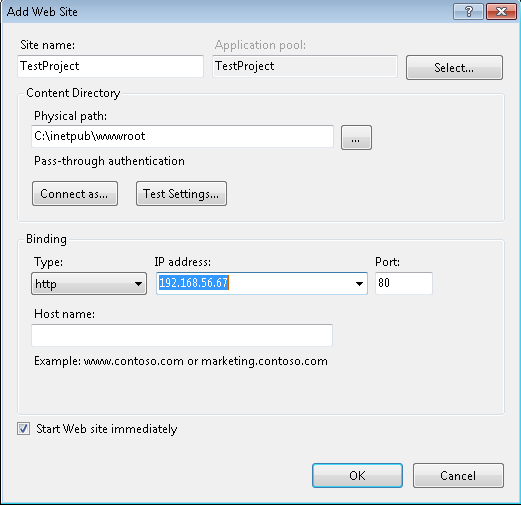 Add Web Site
Site name: Application pool:
TestProject TestProject Select...
Content Directory
Physical path:
C:\inetpub\wwwroot ...
Pass-through authentication
Connect as... Test Settings...
Binding
Type: IP address: Port:
http 192.168.56.67 80
Host name:
Example: www.contoso.com or marketing.contoso.com
Start Web site immediately
OK Cancel